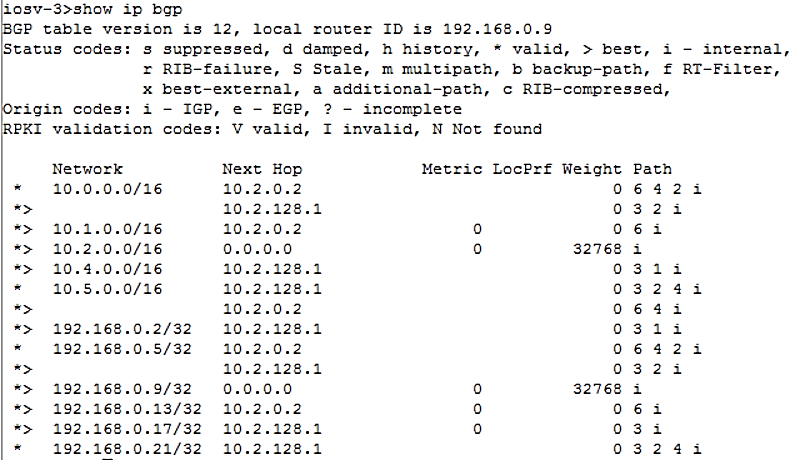 iosv-3>show ip bgp
BGP table version is 12, local router ID is 192.168.0.9
Status codes: s suppressed, d damped, h history, * valid, > best, i - internal,
              r RIB-failure, S Stale, m multipath, b backup-path, f RT-Filter,
              x best-external, a additional-path, c RIB-compressed,
Origin codes: i - IGP, e - EGP, ? - incomplete
RPKI validation codes: V valid, I invalid, N Not found
     Network          Next Hop            Metric LocPrf Weight Path
 *   10.0.0.0/16      10.2.0.2                               0 6 4 2 i
 *>                   10.2.128.1                             0 3 2 i
 *>  10.1.0.0/16      10.2.0.2                 0             0 6 i
 *>  10.2.0.0/16      0.0.0.0                  0         32768 i
 *>  10.4.0.0/16      10.2.128.1                             0 3 1 i
 *   10.5.0.0/16      10.2.128.1                             0 3 2 4 i
 *>                   10.2.0.2                               0 6 4 i
 *>  192.168.0.2/32   10.2.128.1                             0 3 1 i
 *   192.168.0.5/32   10.2.0.2                               0 6 4 2 i
 *>                   10.2.128.1                             0 3 2 i
 *>  192.168.0.9/32   0.0.0.0                  0         32768 i
 *>  192.168.0.13/32  10.2.0.2                 0             0 6 i
 *>  192.168.0.17/32  10.2.128.1               0             0 3 i
 *   192.168.0.21/32  10.2.128.1                             0 3 2 4 i